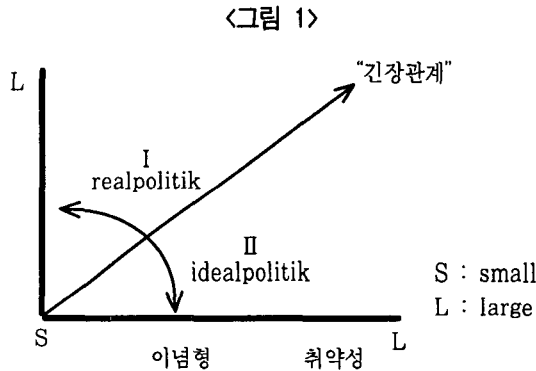 <그림 1>
"긴장관계"
L
I
realpolitik
II
idealpolitik
S : small
L : large
S
L
이념형 취약성